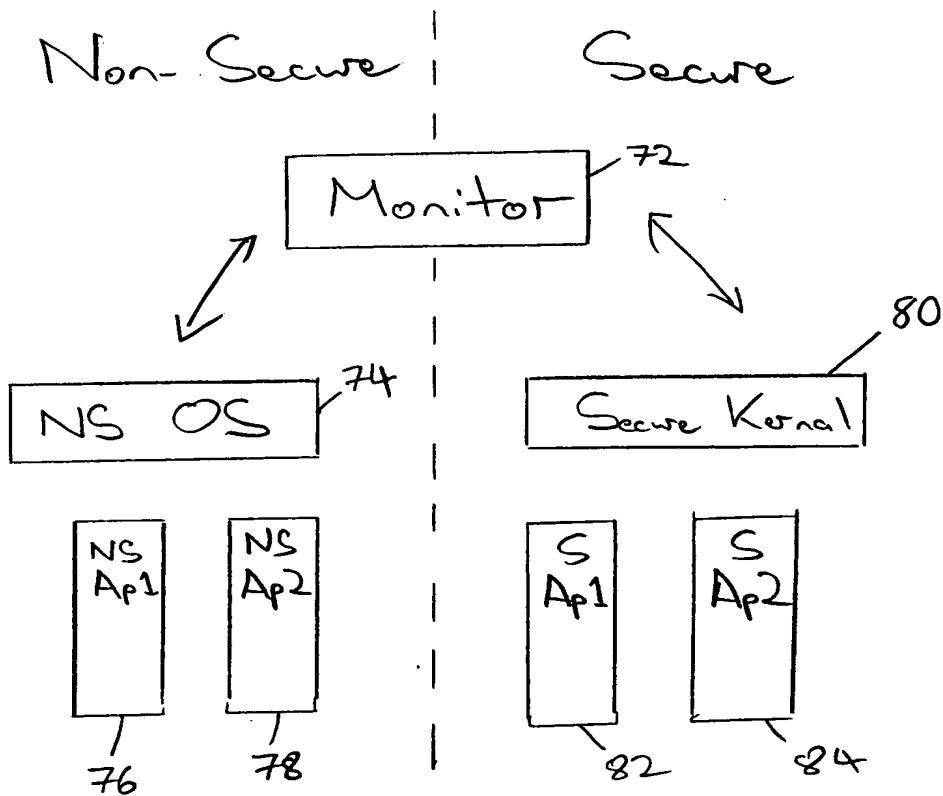 Non-Secure
Secure
Monitor
72
80
NS OS
74
Secure Kernal
NS
Ap1
NS
Ap2
S
Ap1
S
Ap2
76
78
82
84